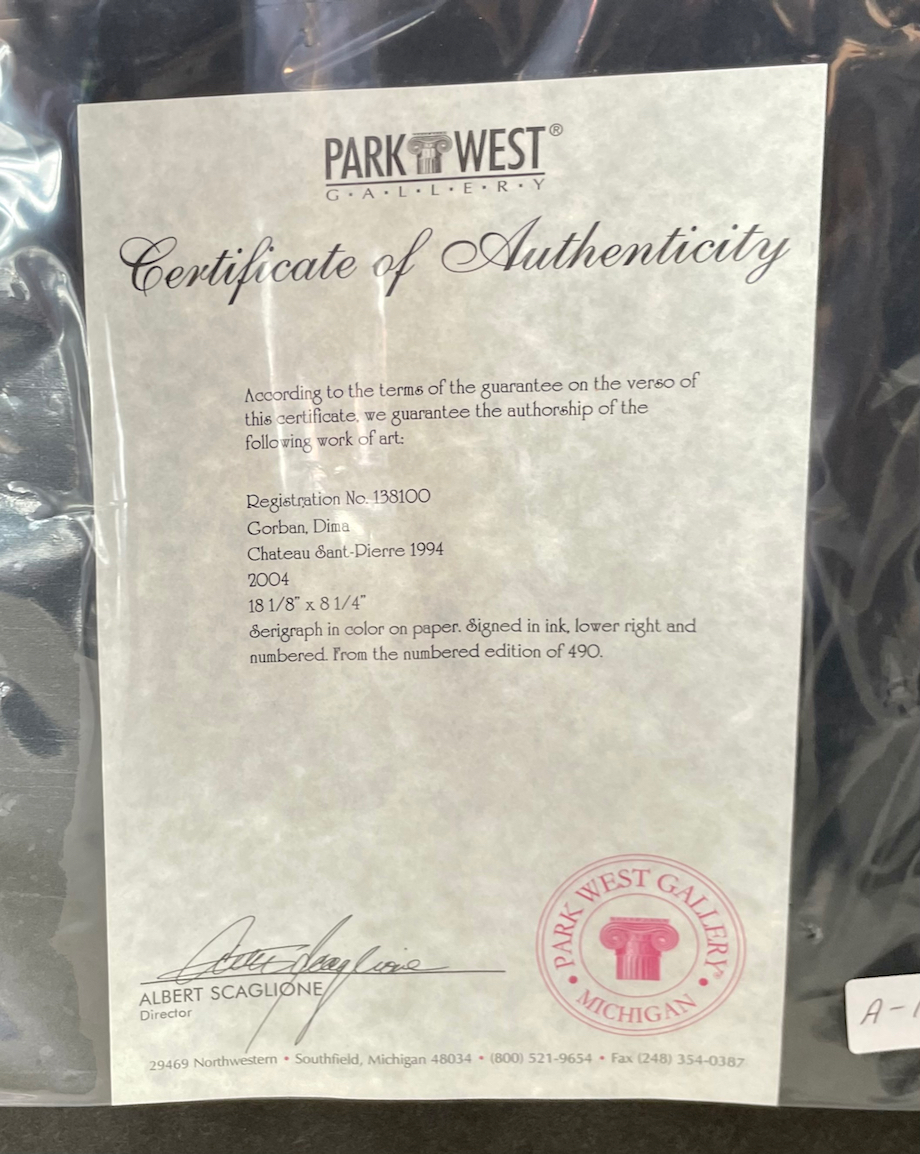 PARK WEST®
G·A·L·L·E·R·Y
Certificate of Authenticity
According to the terms of the guarantee on the verso of
this certificate, we guarantee the authorship of the
following work of art:
Registration No. 138100
Gorban, Dima
Chateau Sant-Pierre 1994
2004
18 1/8" x 8 1/4"
Serigraph in color on paper. Signed in ink, lower right and
numbered. From the numbered edition of 490.
PARK WEST GALLERY
• MICHIGAN •
ALBERT SCAGLIONE
Director
29469 Northwestern • Southfield, Michigan 48034 • (800) 521-9654 • Fax (248) 354-0387
A-